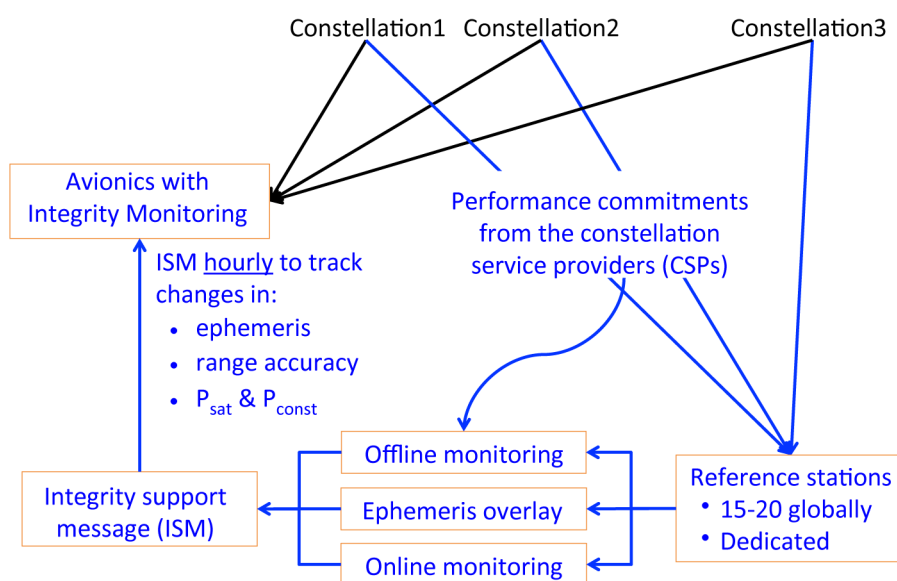 Constellation1
Constellation2
Constellation3
Avionics with
Integrity Monitoring
Performance commitments
from the constellation
service providers (CSPs)
ISM hourly to track
changes in:
• ephemeris
• range accuracy
• Psat & Pconst
Offline monitoring
Ephemeris overlay
Online monitoring
Integrity support
message (ISM)
Reference stations
• 15-20 globally
• Dedicated